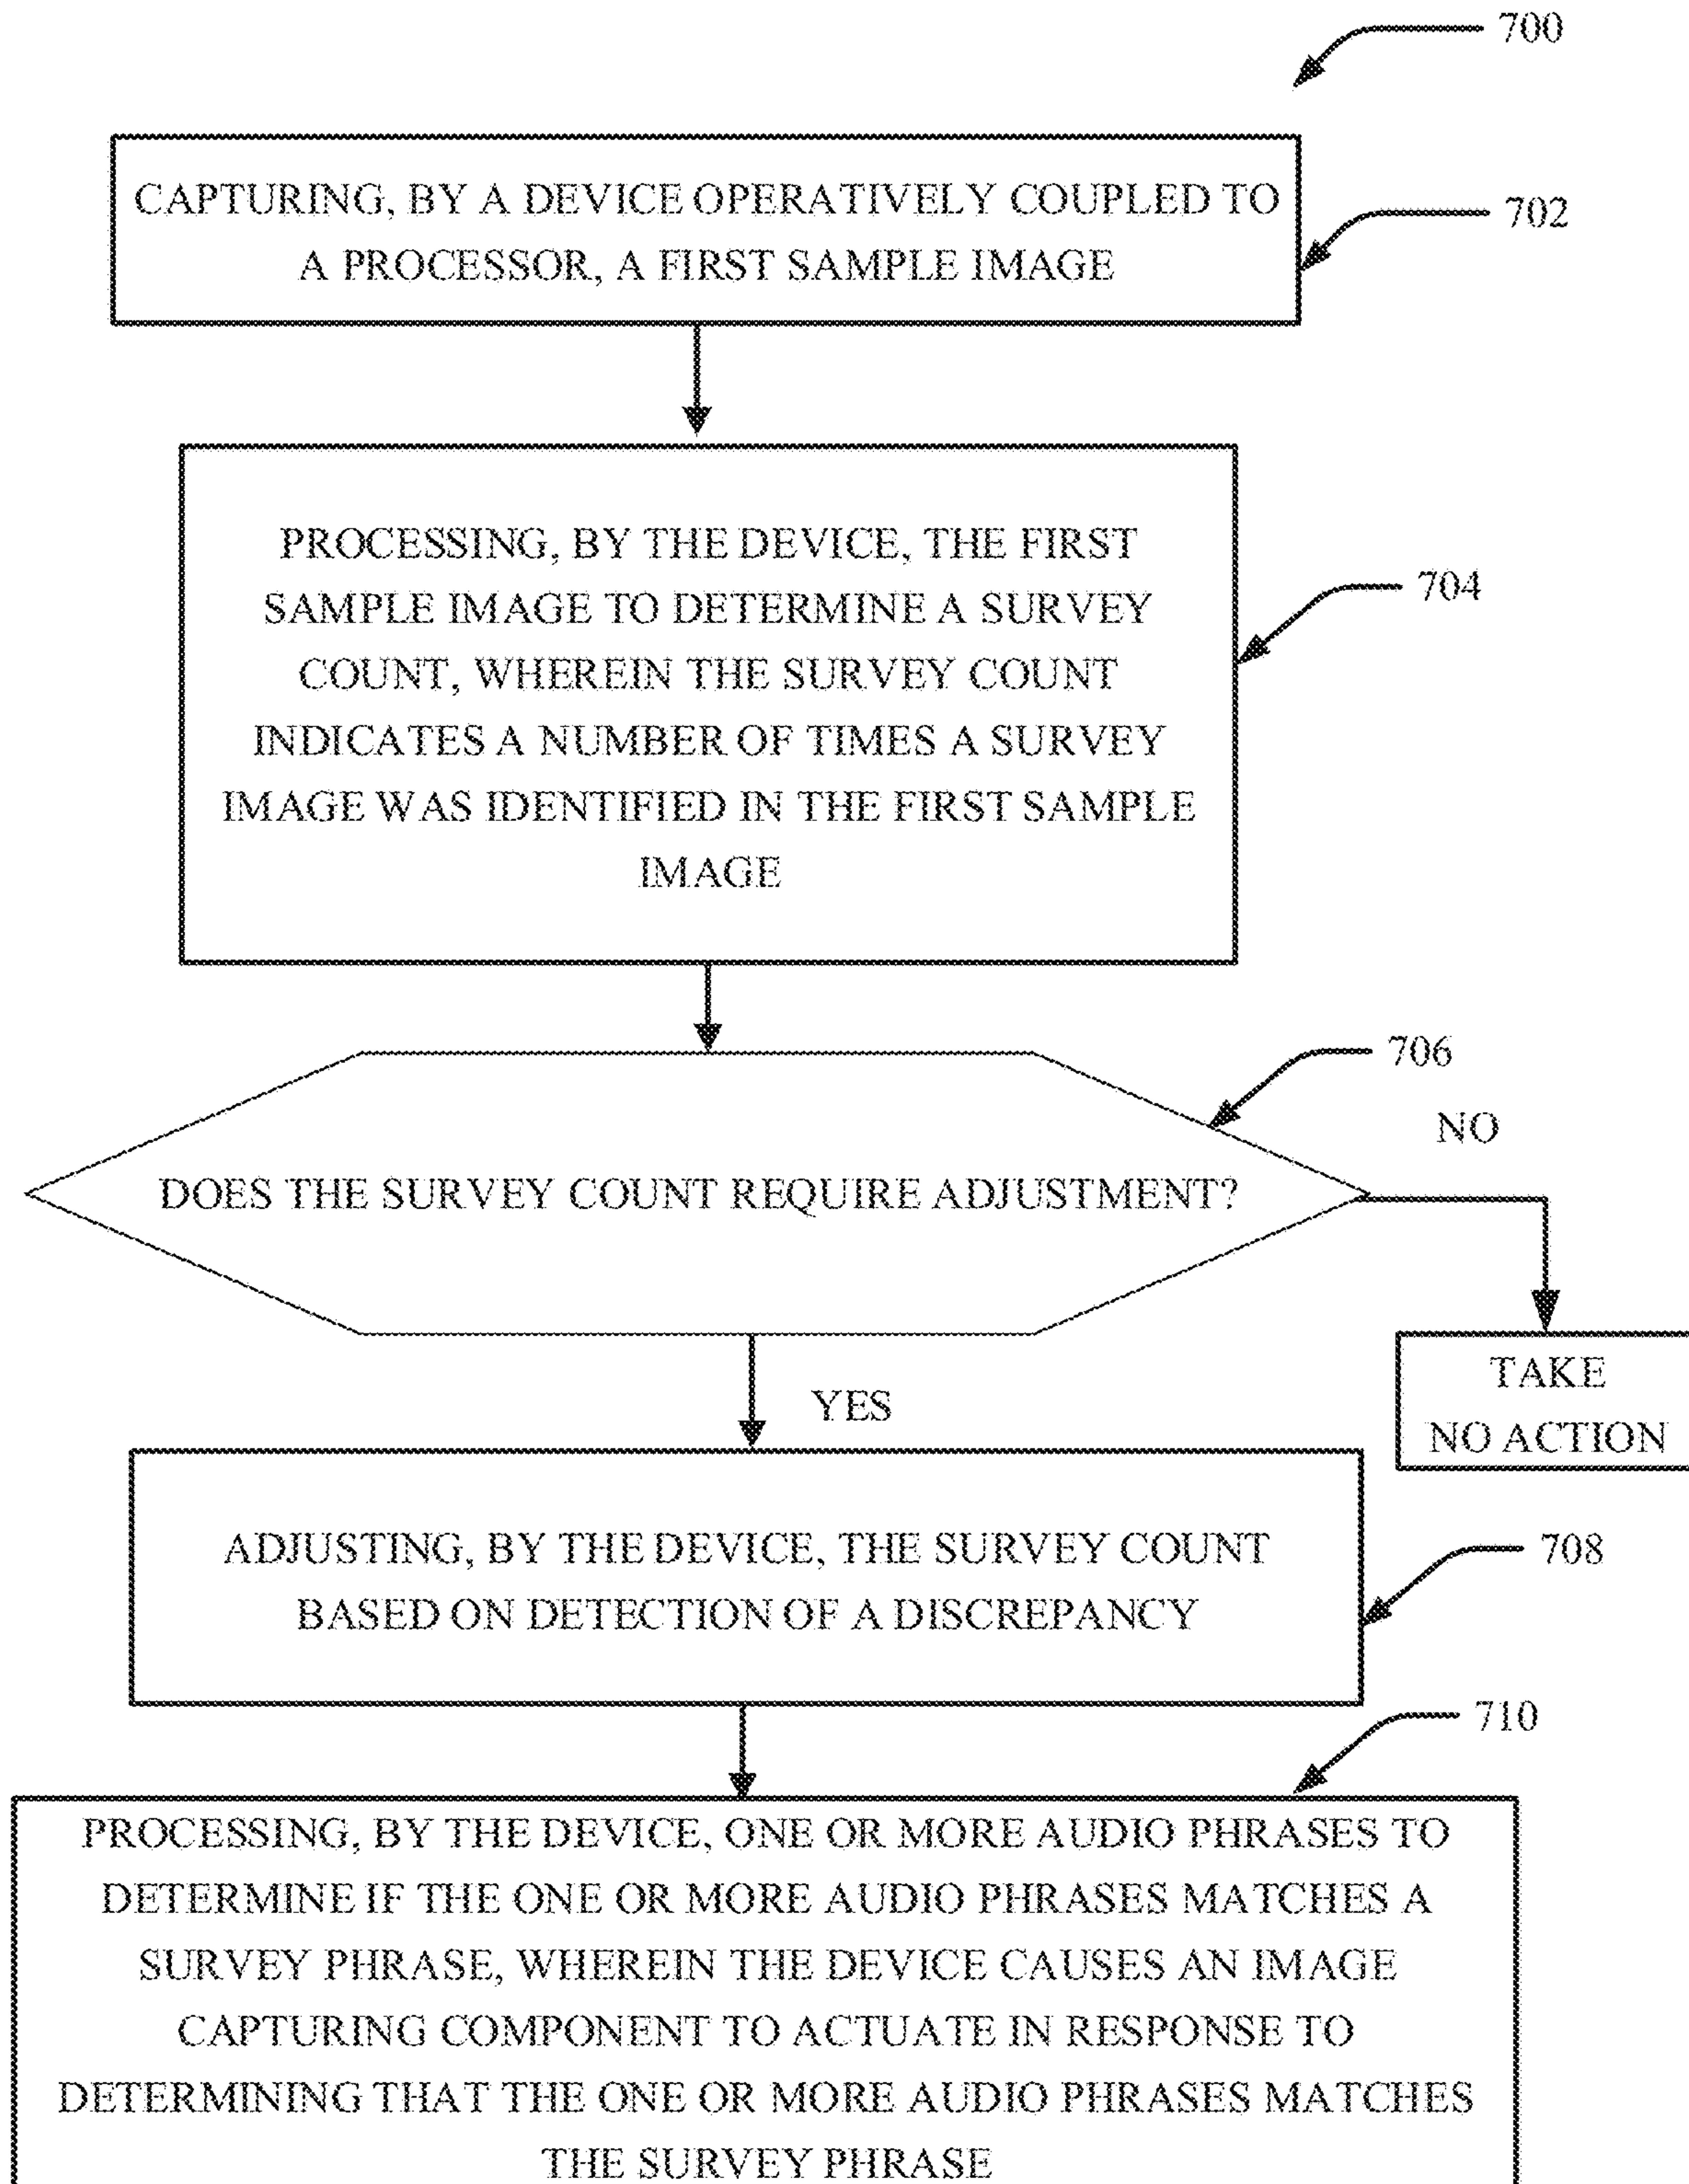 700
CAPTURING, BY A DEVICE OPERATIVELY COUPLED TO
A PROCESSOR, A FIRST SAMPLE IMAGE
702
PROCESSING, BY THE DEVICE, THE FIRST
SAMPLE IMAGE TO DETERMINE A SURVEY
COUNT, WHEREIN THE SURVEY COUNT
INDICATES A NUMBER OF TIMES A SURVEY
IMAGE WAS IDENTIFIED IN THE FIRST SAMPLE
IMAGE
704
706
DOES THE SURVEY COUNT REQUIRE ADJUSTMENT?
NO
TAKE
NO ACTION
YES
ADJUSTING, BY THE DEVICE, THE SURVEY COUNT
BASED ON DETECTION OF A DISCREPANCY
708
710
PROCESSING, BY THE DEVICE, ONE OR MORE AUDIO PHRASES TO
DETERMINE IF THE ONE OR MORE AUDIO PHRASES MATCHES A
SURVEY PHRASE, WHEREIN THE DEVICE CAUSES AN IMAGE
CAPTURING COMPONENT TO ACTUATE IN RESPONSE TO
DETERMINING THAT THE ONE OR MORE AUDIO PHRASES MATCHES
THE SURVEY PHRASE